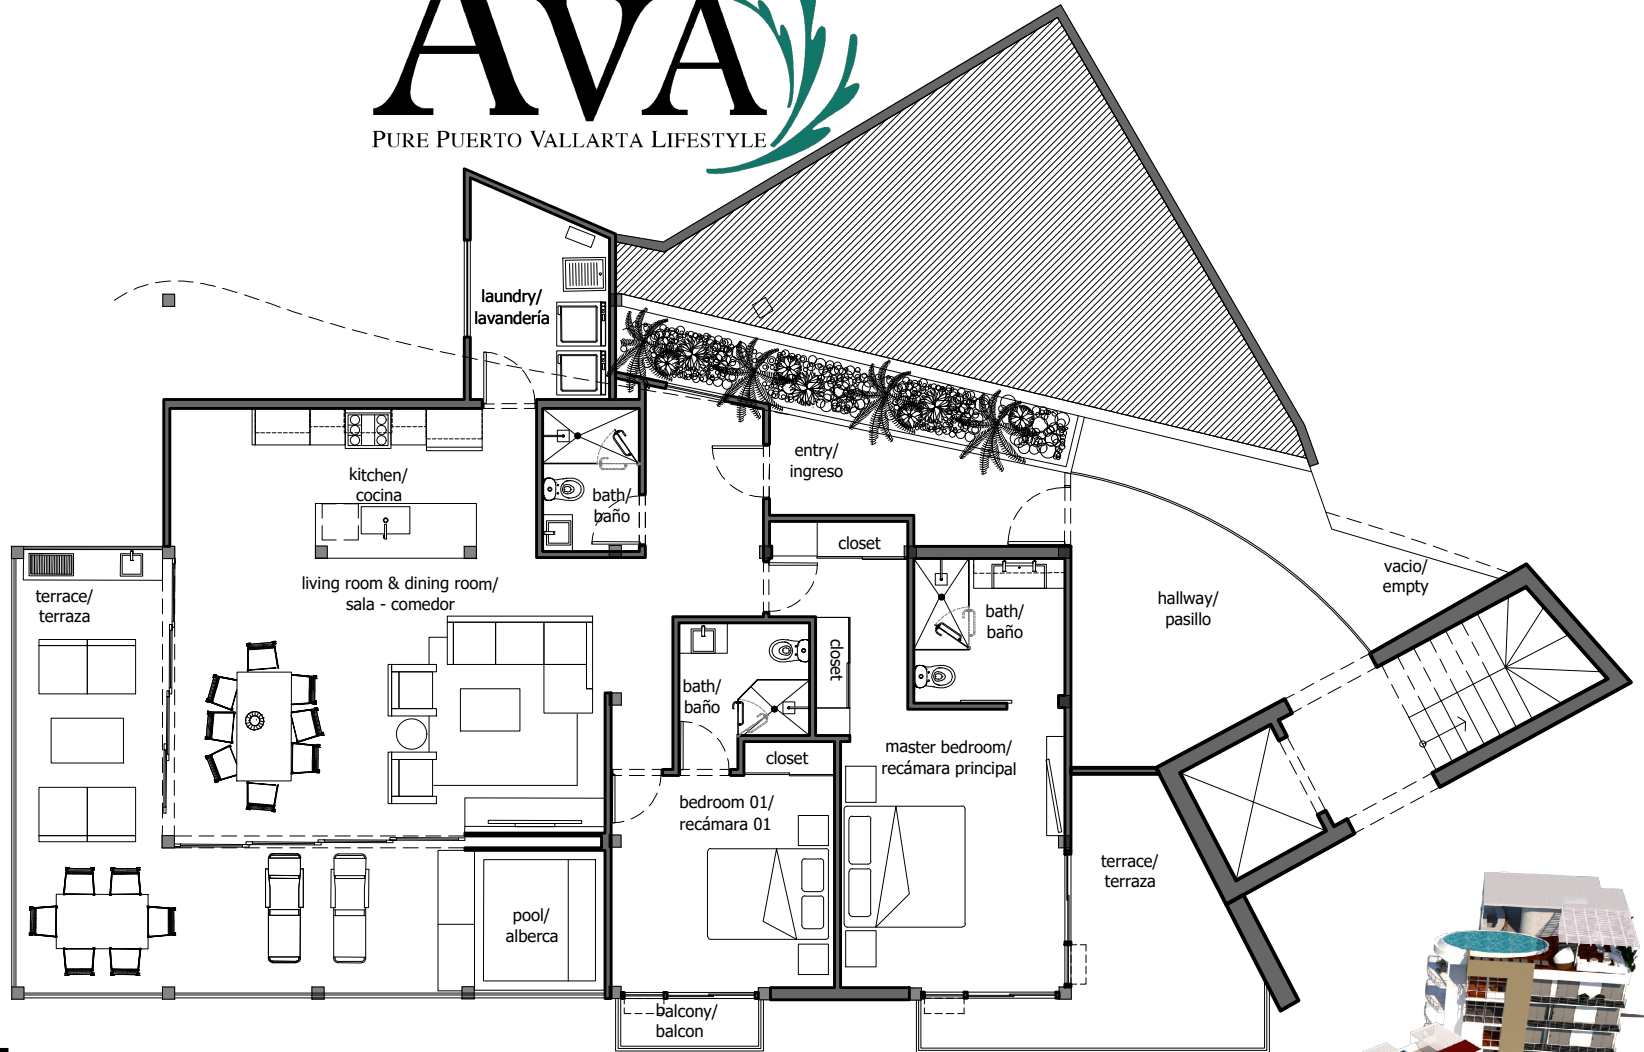 AVA
PURE PUERTO VALLARTA LIFESTYLE
laundry/
lavandería
entry/
ingreso
kitchen/
cocina
bath/
baño
closet
living room & dining room/
sala - comedor
terrace/
terraza
bath/
baño
hallway/
pasillo
vacio/
empty
closet
bath/
baño
master bedroom/
recámara principal
closet
bedroom 01/
recámara 01
terrace/
terraza
pool/
alberca
balcony/
balcon